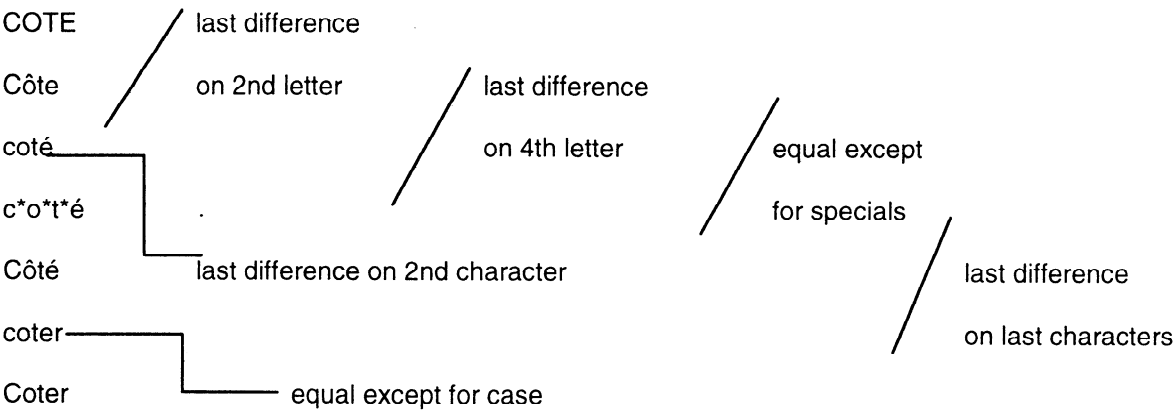 COTE last difference
Côte on 2nd letter last difference
coté on 4th letter equal except
c*o*t*é for specials
Côté last difference on 2nd character last difference
coter on last characters
Coter equal except for case